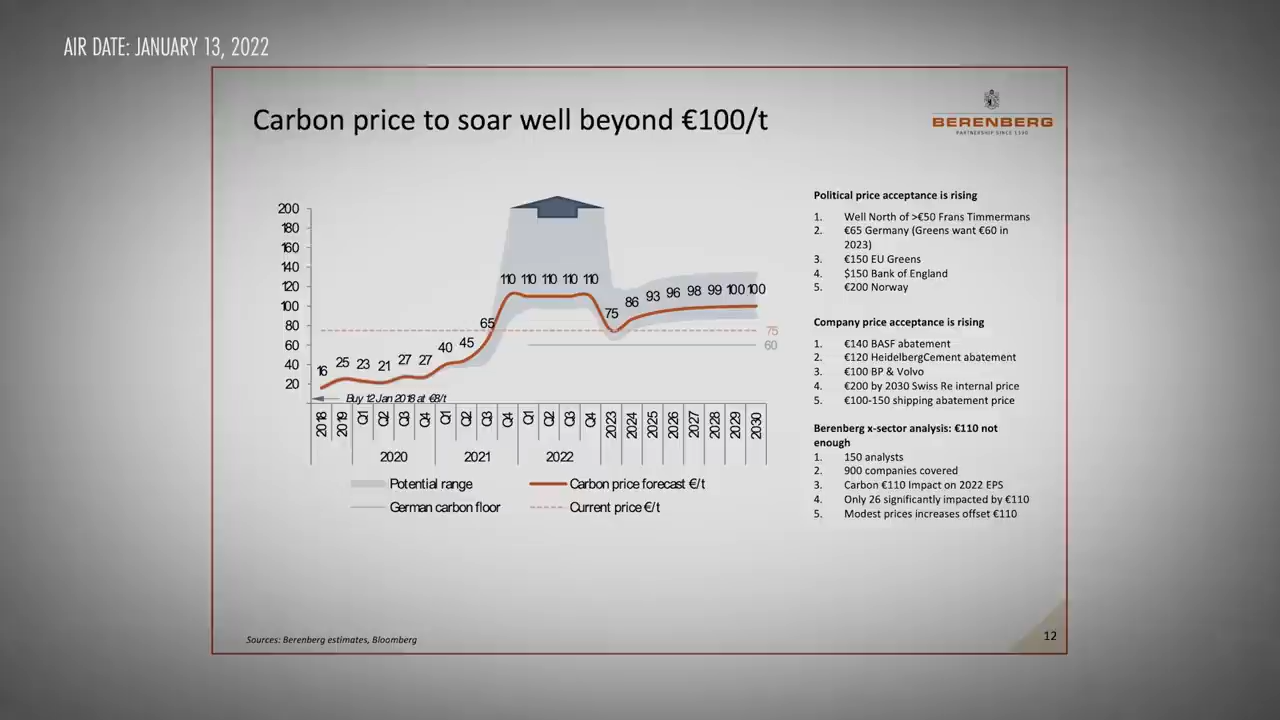 AIR DATE: JANUARY 13, 2022
Carbon price to soar well beyond €100/t
BERENBERG
PARTNERSHIP SINCE 1590
200
180
160
140
120
100
80
60
40
20
16 25 23 21 27 27 40 45 65 110 110 110 110 110 75 86 93 96 98 99 100 100
75
60
Buy 12 Jan 2018 at €8/t
2018 2019 Q1 Q2 Q3 Q4 Q1 Q2 Q3 Q4 Q1 Q2 Q3 Q4 2023 2024 2025 2026 2027 2028 2029 2030
2020 2021 2022
Potential range
Carbon price forecast €/t
German carbon floor
Current price €/t
Political price acceptance is rising
1. Well North of >€50 Frans Timmermans
2. €65 Germany (Greens want €60 in
2023)
3. €150 EU Greens
4. $150 Bank of England
5. €200 Norway
Company price acceptance is rising
1. €140 BASF abatement
2. €120 HeidelbergCement abatement
3. €100 BP & Volvo
4. €200 by 2030 Swiss Re internal price
5. €100-150 shipping abatement price
Berenberg x-sector analysis: €110 not
enough
1. 150 analysts
2. 900 companies covered
3. Carbon €110 Impact on 2022 EPS
4. Only 26 significantly impacted by €110
5. Modest prices increases offset €110
Sources: Berenberg estimates, Bloomberg
12